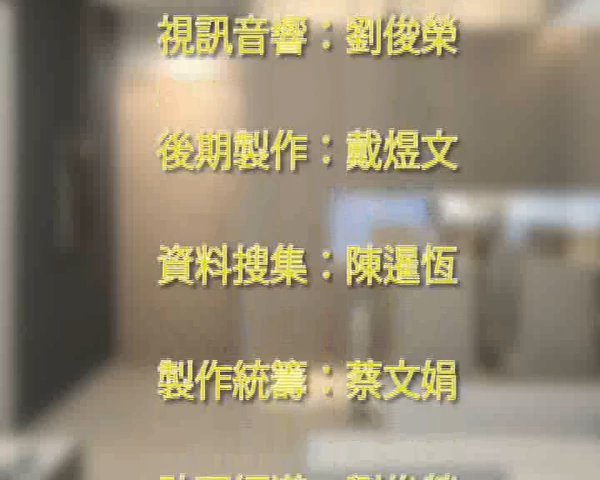 視訊音響：劉俊榮
後期製作：戴煜文
資料搜集：陳暹恆
製作統籌：蔡文娟